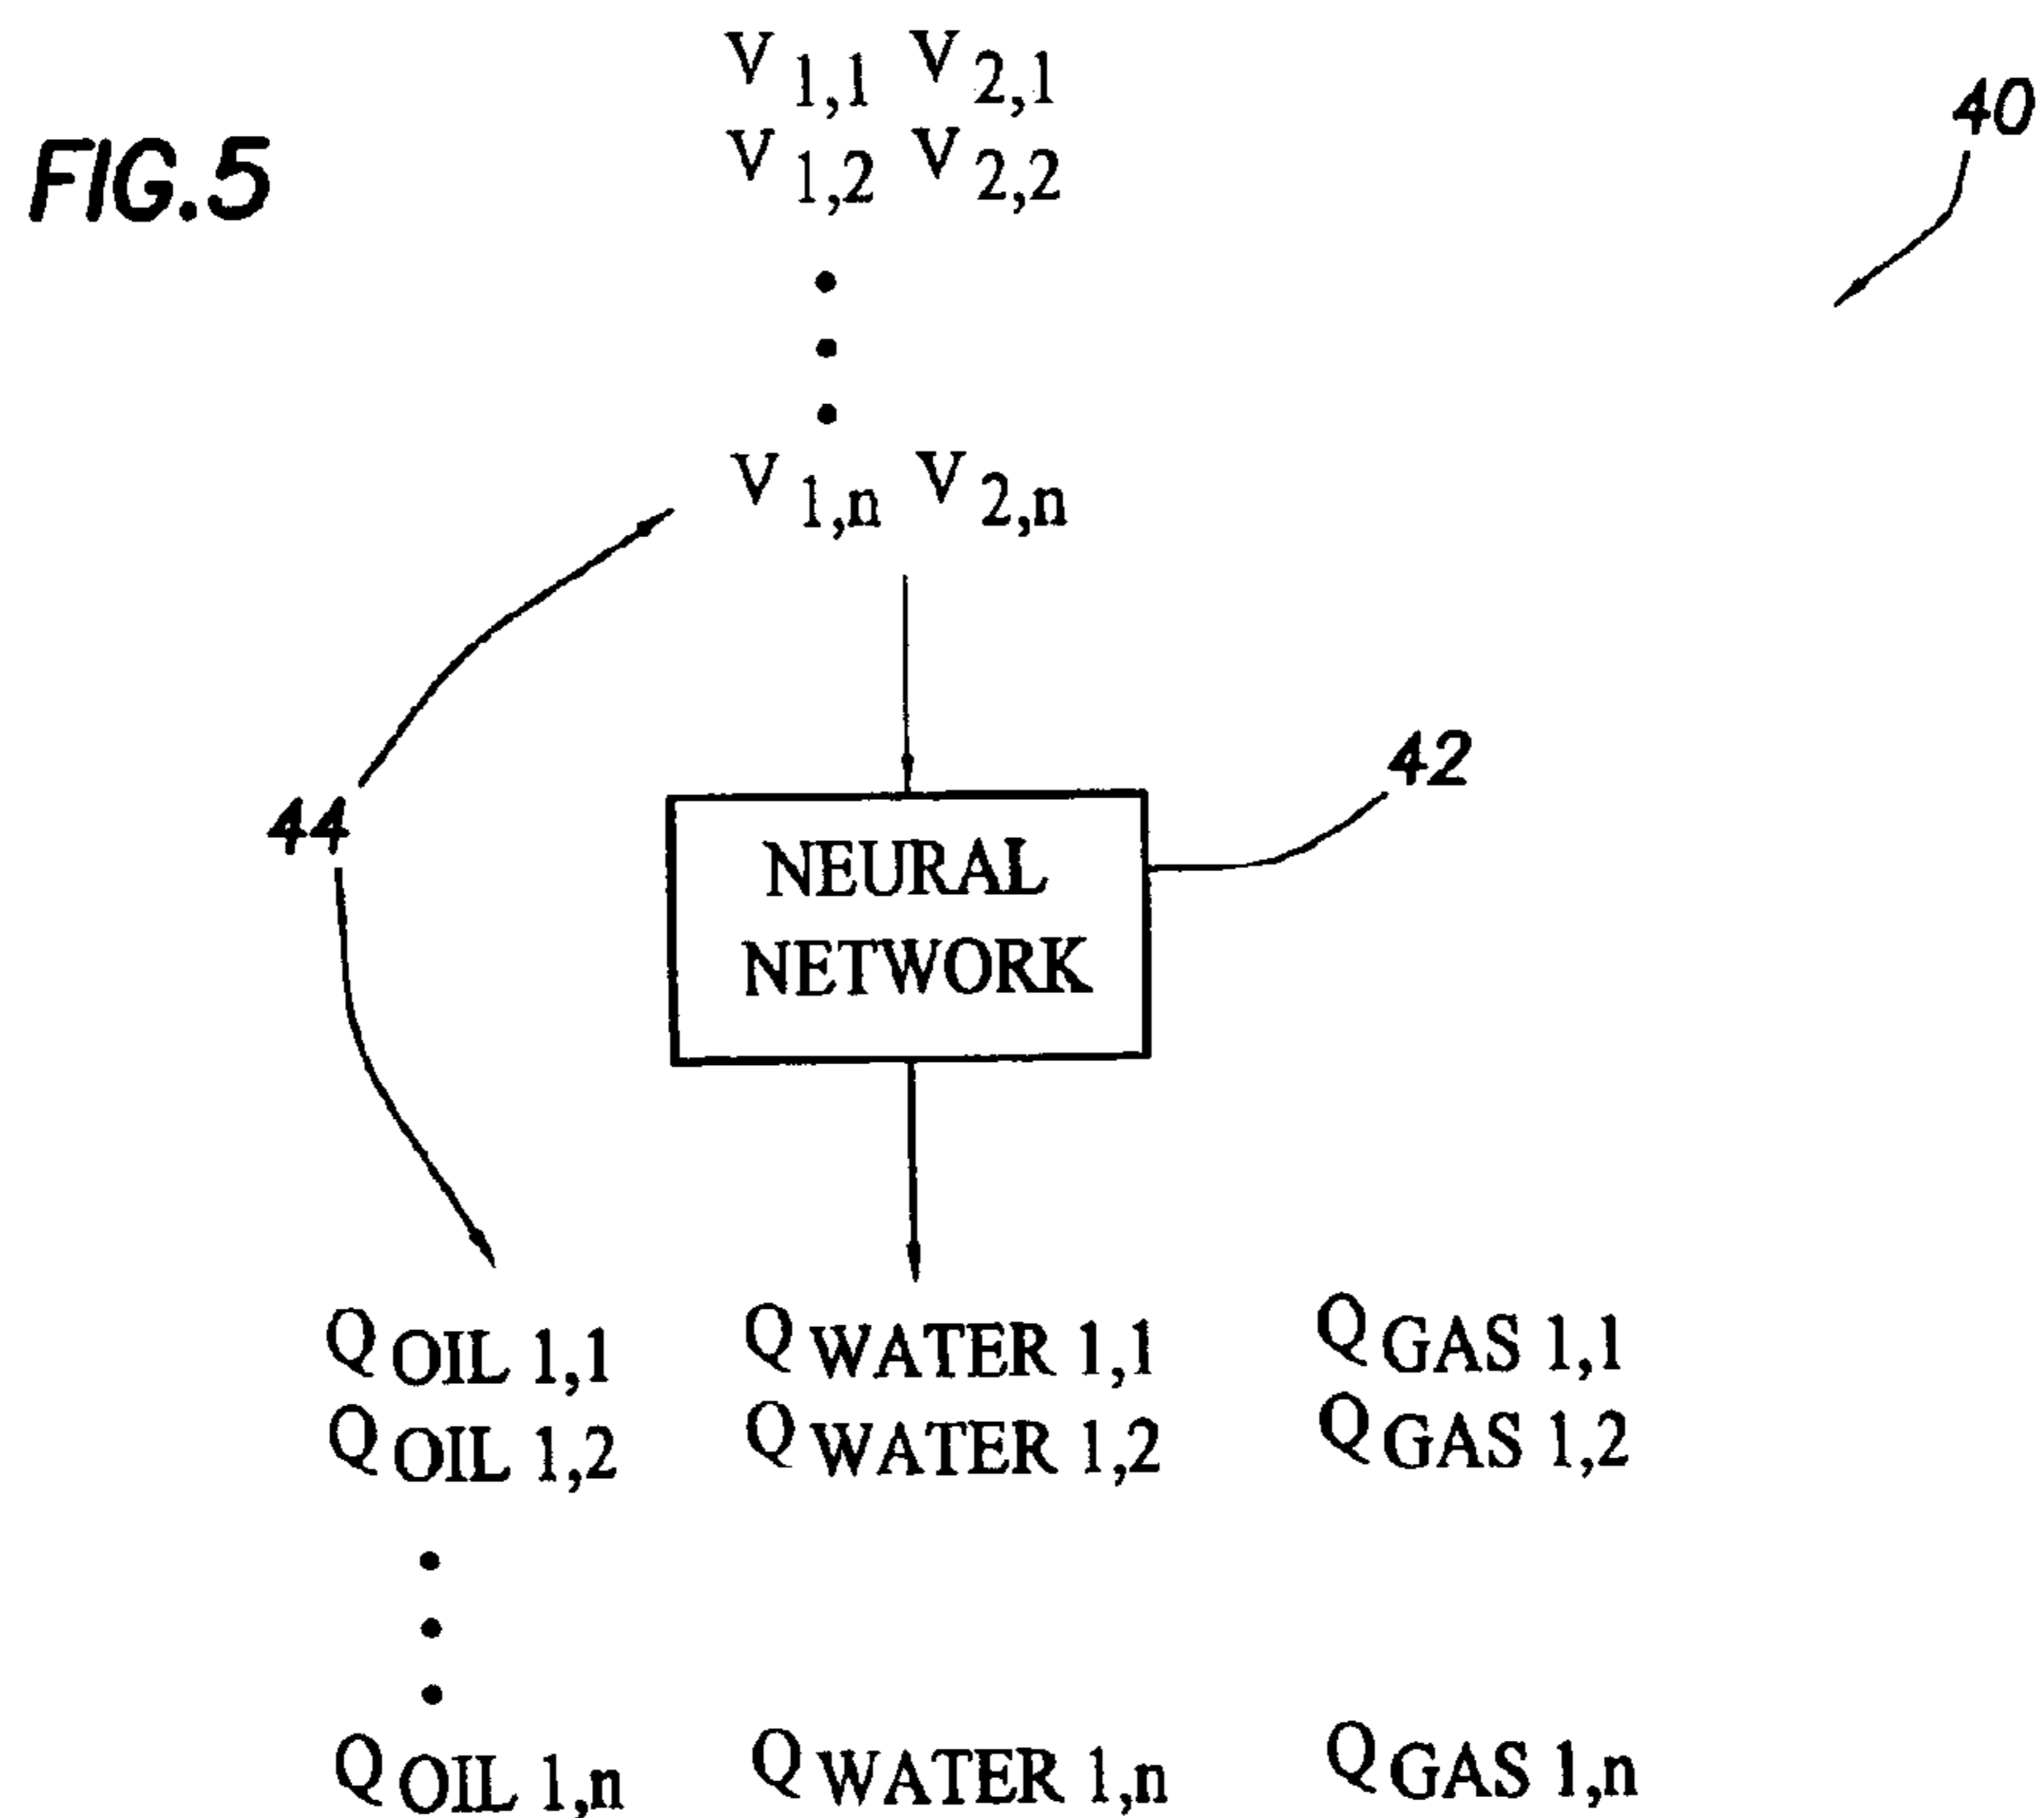 FIG.5
V 1,1 V 2,1
40
V 1,2 V 2,2
V 1,n V 2,n
42
44
NEURAL
NETWORK
Q OIL 1,1 Q WATER 1,1 Q GAS 1,1
Q OIL 1,2 Q WATER 1,2 Q GAS 1,2
Q OIL 1,n Q WATER 1,n Q GAS 1,n